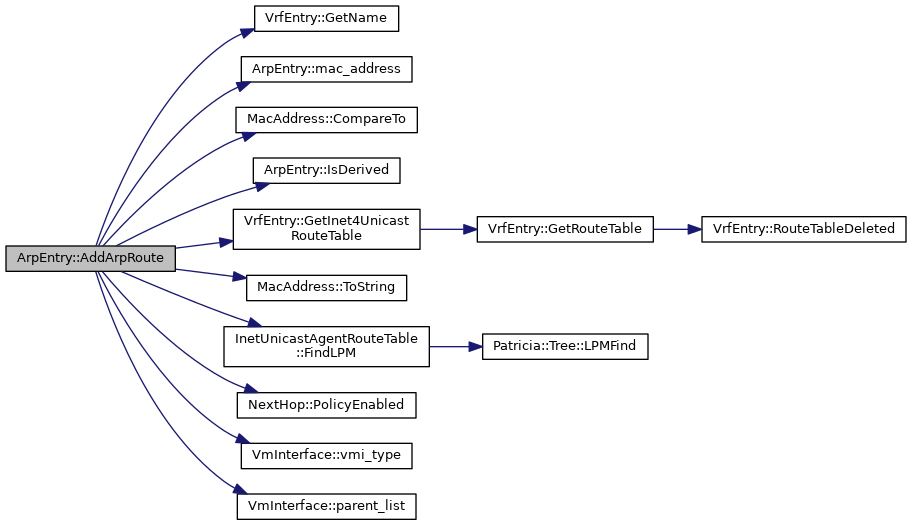 VrfEntry::GetName
ArpEntry::mac_address
MacAddress::CompareTo
ArpEntry::IsDerived
VrfEntry::GetInet4Unicast
RouteTable
VrfEntry::GetRouteTable
VrfEntry::RouteTableDeleted
ArpEntry::AddArpRoute
MacAddress::ToString
InetUnicastAgentRouteTable
::FindLPM
Patricia::Tree::LPMFind
NextHop::PolicyEnabled
VmInterface::vmi_type
VmInterface::parent_list